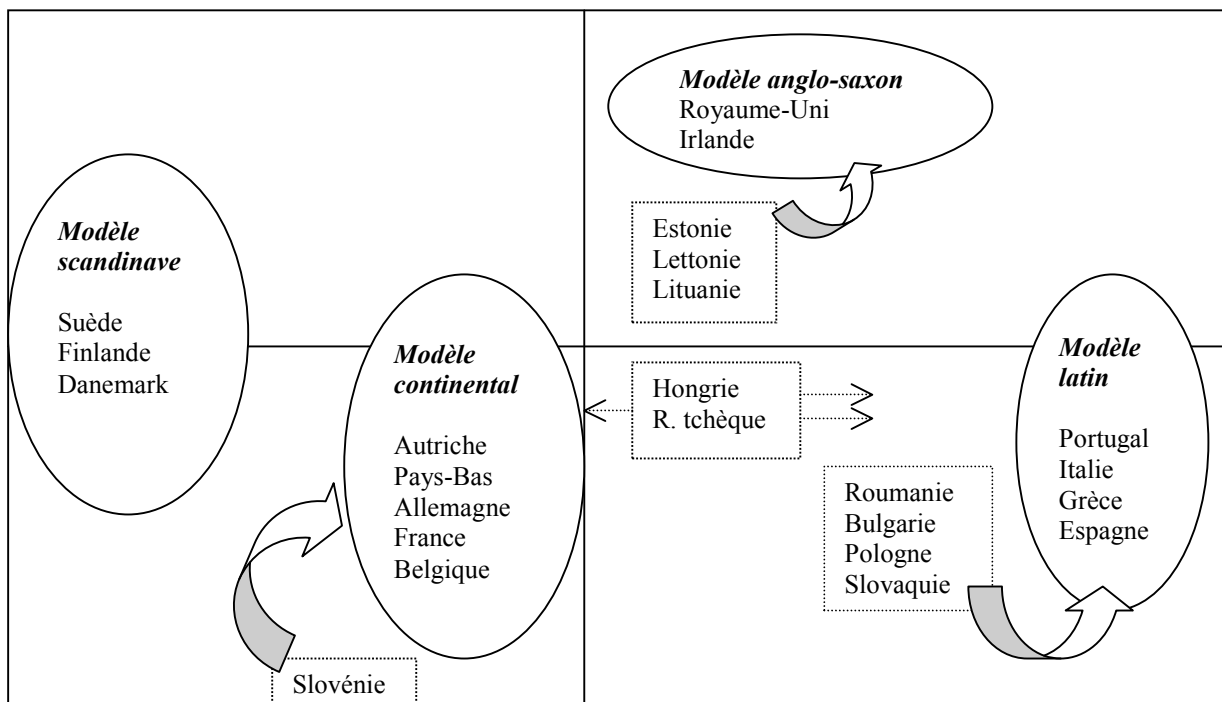 Modèle anglo-saxon
Royaume-Uni
Irlande
Modèle
scandinave
Suède
Finlande
Danemark
Estonie
Lettonie
Lituanie
Modèle
continental
Autriche
Pays-Bas
Allemagne
France
Belgique
Hongrie
R. tchèque
Modèle
latin
Portugal
Italie
Grèce
Espagne
Roumanie
Bulgarie
Pologne
Slovaquie
Slovénie